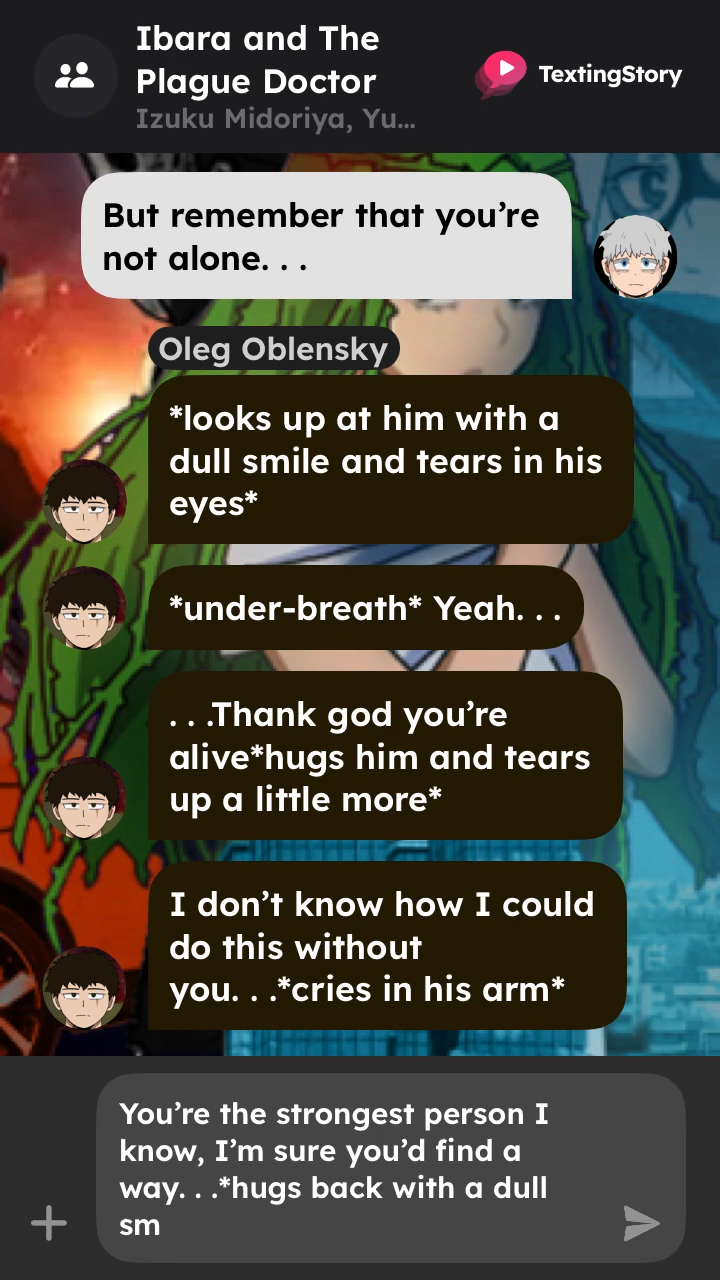 Ibara and The
Plague Doctor
Izuku Midoriya, Yu...
TextingStory
But remember that you’re
not alone. . .
Oleg Oblensky
*looks up at him with a
dull smile and tears in his
eyes*
*under-breath* Yeah. . .
. . .Thank god you’re
alive*hugs him and tears
up a little more*
I don’t know how I could
do this without
you. . .*cries in his arm*
You’re the strongest person I
know, I’m sure you’d find a
way. . .*hugs back with a dull
sm